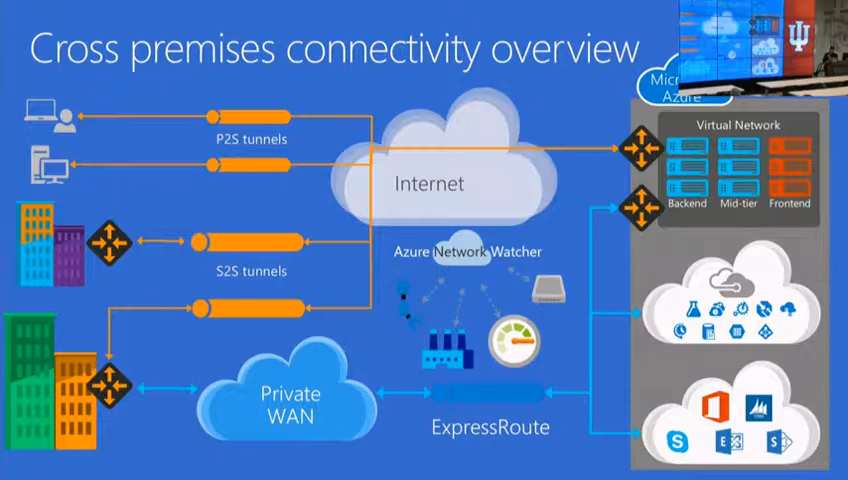 Cross premises connectivity overview
P2S tunnels
Internet
S2S tunnels
Azure Network Watcher
Private
WAN
ExpressRoute
Azure
Virtual Network
Backend Mid-tier Frontend